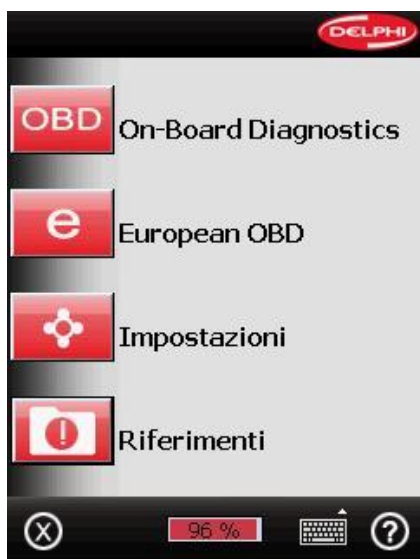 DELPHI
OBD On-Board Diagnostics
e European OBD
Impostazioni
! Riferimenti
X 96 % ?